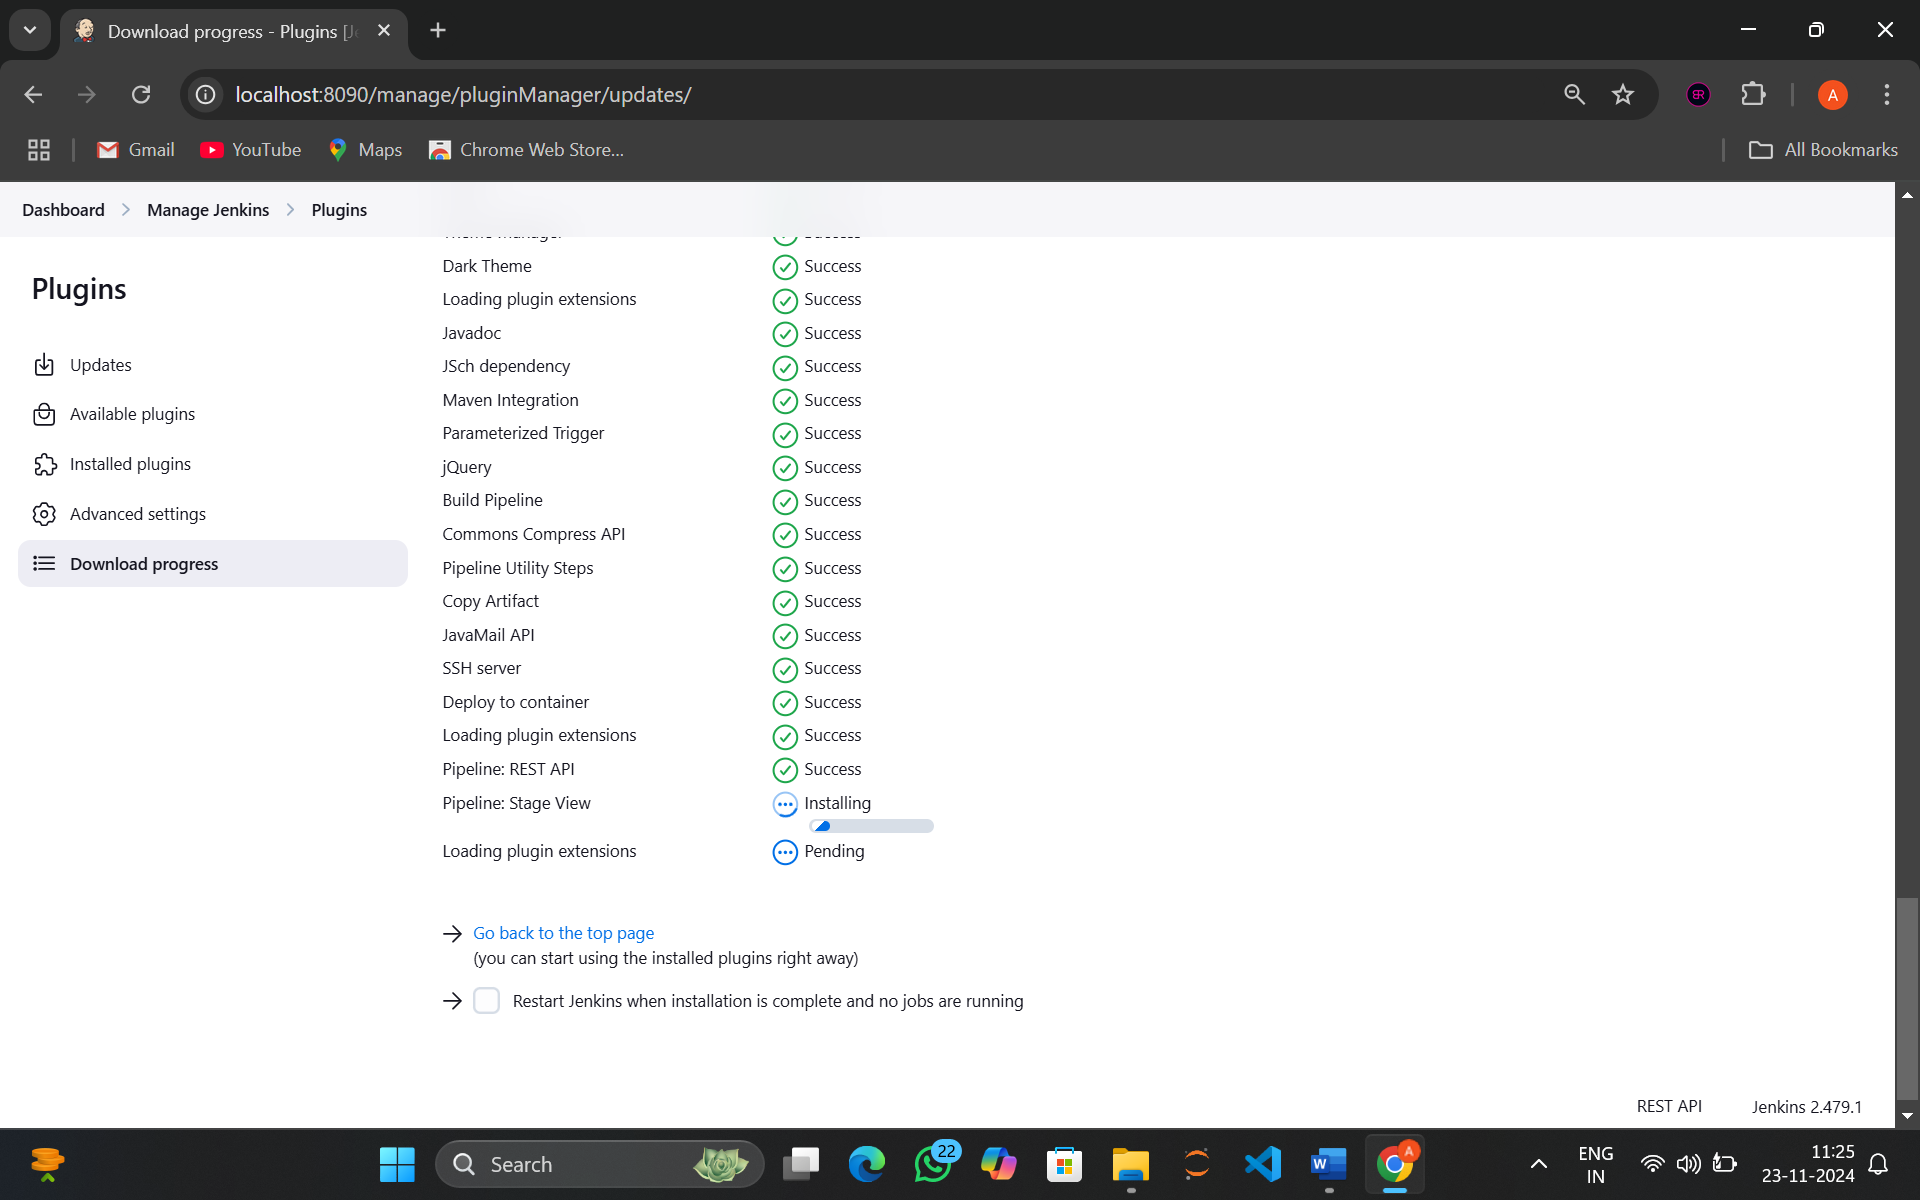 Download progress - Plugins [Je
localhost:8090/manage/pluginManager/updates/
A
Gmail
YouTube
Maps
Chrome Web Store...
All Bookmarks
Dashboard
Manage Jenkins
Plugins
Plugins
Updates
Available plugins
Installed plugins
Advanced settings
Download progress
Theme Manager Success
Dark Theme Success
Loading plugin extensions Success
Javadoc Success
JSch dependency Success
Maven Integration Success
Parameterized Trigger Success
jQuery Success
Build Pipeline Success
Commons Compress API Success
Pipeline Utility Steps Success
Copy Artifact Success
JavaMail API Success
SSH server Success
Deploy to container Success
Loading plugin extensions Success
Pipeline: REST API Success
Pipeline: Stage View Installing
Loading plugin extensions Pending
Go back to the top page
(you can start using the installed plugins right away)
Restart Jenkins when installation is complete and no jobs are running
REST API
Jenkins 2.479.1
Search
22
W
A
ENG
IN
11:25
23-11-2024